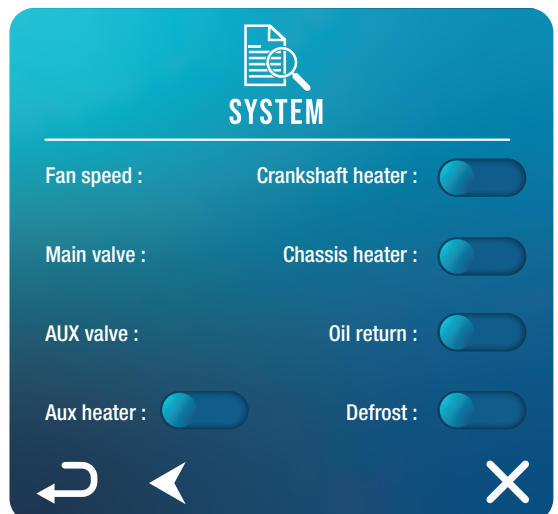 SYSTEM
Fan speed :
Crankshaft heater :
Main valve :
Chassis heater :
AUX valve :
Oil return :
Aux heater :
Defrost :